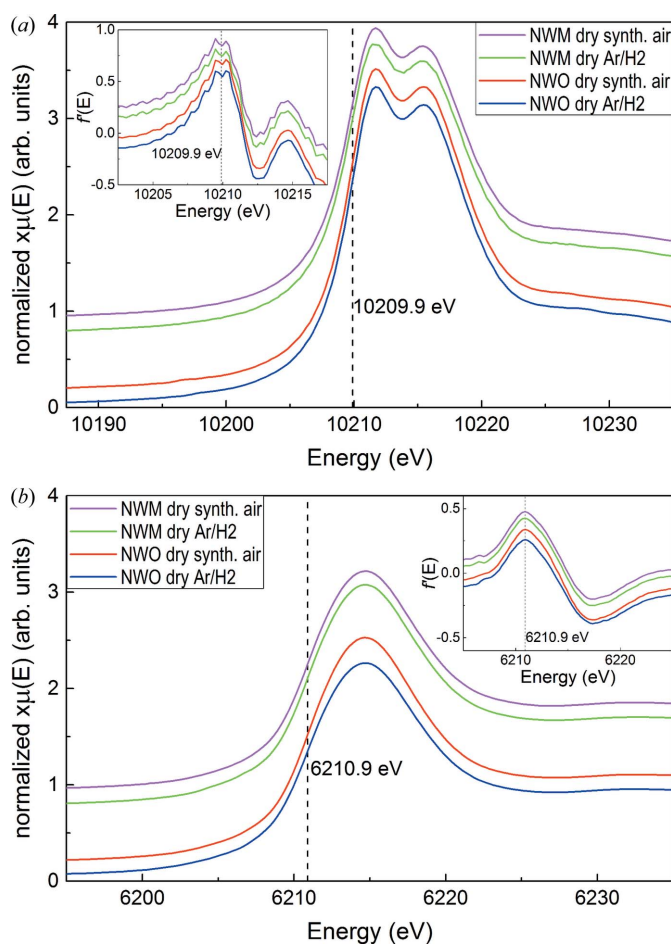 (a)
4
3
2
1
0
normalized xμ(E) (arb. units)
1.0
0.5
0.0
-0.5
f'(E)
10209.9 eV
10205 10210 10215
Energy (eV)
NWM dry synth. air
NWM dry Ar/H2
NWO dry synth. air
NWO dry Ar/H2
10209.9 eV
10190 10200 10210 10220 10230
Energy (eV)
(b)
4
3
2
1
0
normalized xμ(E) (arb. units)
NWM dry synth. air
NWM dry Ar/H2
NWO dry synth. air
NWO dry Ar/H2
0.5
0.0
-0.5
f'(E)
6210.9 eV
6210 6220
Energy (eV)
6210.9 eV
6200 6210 6220 6230
Energy (eV)